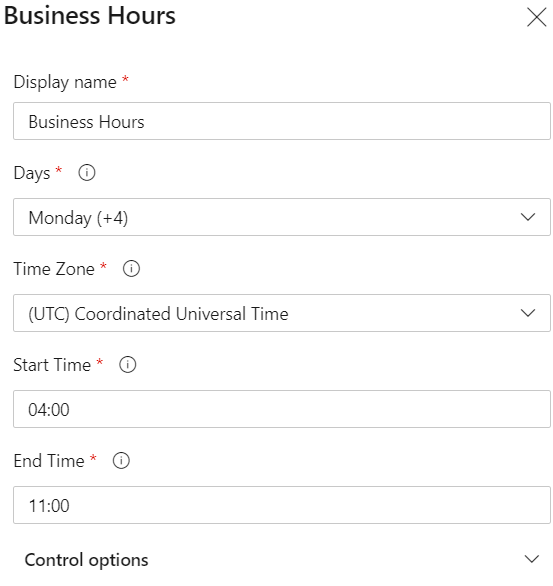 Business Hours
Display name *
Business Hours
Days *
Monday (+4)
Time Zone *
(UTC) Coordinated Universal Time
Start Time *
04:00
End Time *
11:00
Control options